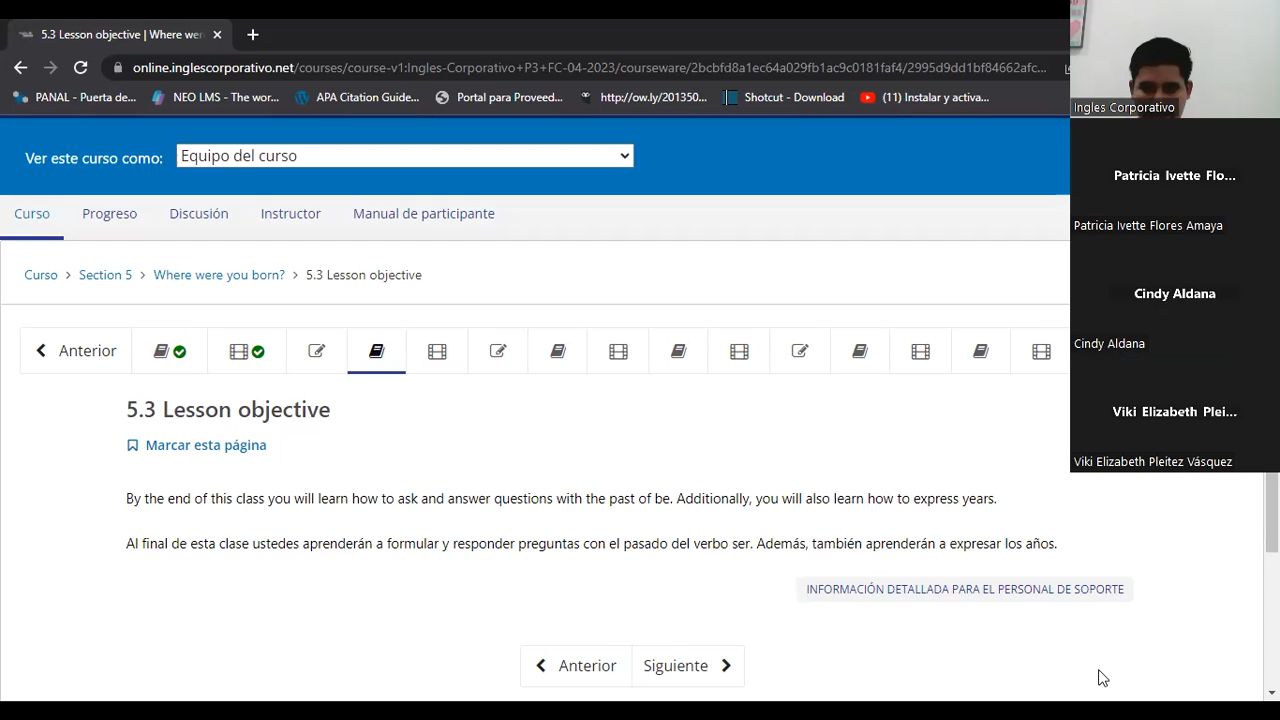 5.3 Lesson objective | Where wer
online.inglescorporativo.net/courses/course-v1:Ingles-Corporativo+P3+FC-04-2023/courseware/2bcbfd8a1ec64a029fb1ac9c0181faf4/2995d9dd1bf84662afc...
PANAL - Puerta de... NEO LMS - The wor... APA Citation Guide... Portal para Proveed... http://ow.ly/201350... Shotcut - Download (11) Instalar y activa...
Ver este curso como: Equipo del curso
Curso Progreso Discusión Instructor Manual de participante
Curso > Section 5 > Where were you born? > 5.3 Lesson objective
Anterior
5.3 Lesson objective
Marcar esta página
By the end of this class you will learn how to ask and answer questions with the past of be. Additionally, you will also learn how to express years.
Al final de esta clase ustedes aprenderán a formular y responder preguntas con el pasado del verbo ser. Además, también aprenderán a expresar los años.
INFORMACIÓN DETALLADA PARA EL PERSONAL DE SOPORTE
Anterior Siguiente
Ingles Corporativo
Patricia Ivette Flo...
Patricia Ivette Flores Amaya
Cindy Aldana
Cindy Aldana
Viki Elizabeth Plei...
Viki Elizabeth Pleitez Vásquez